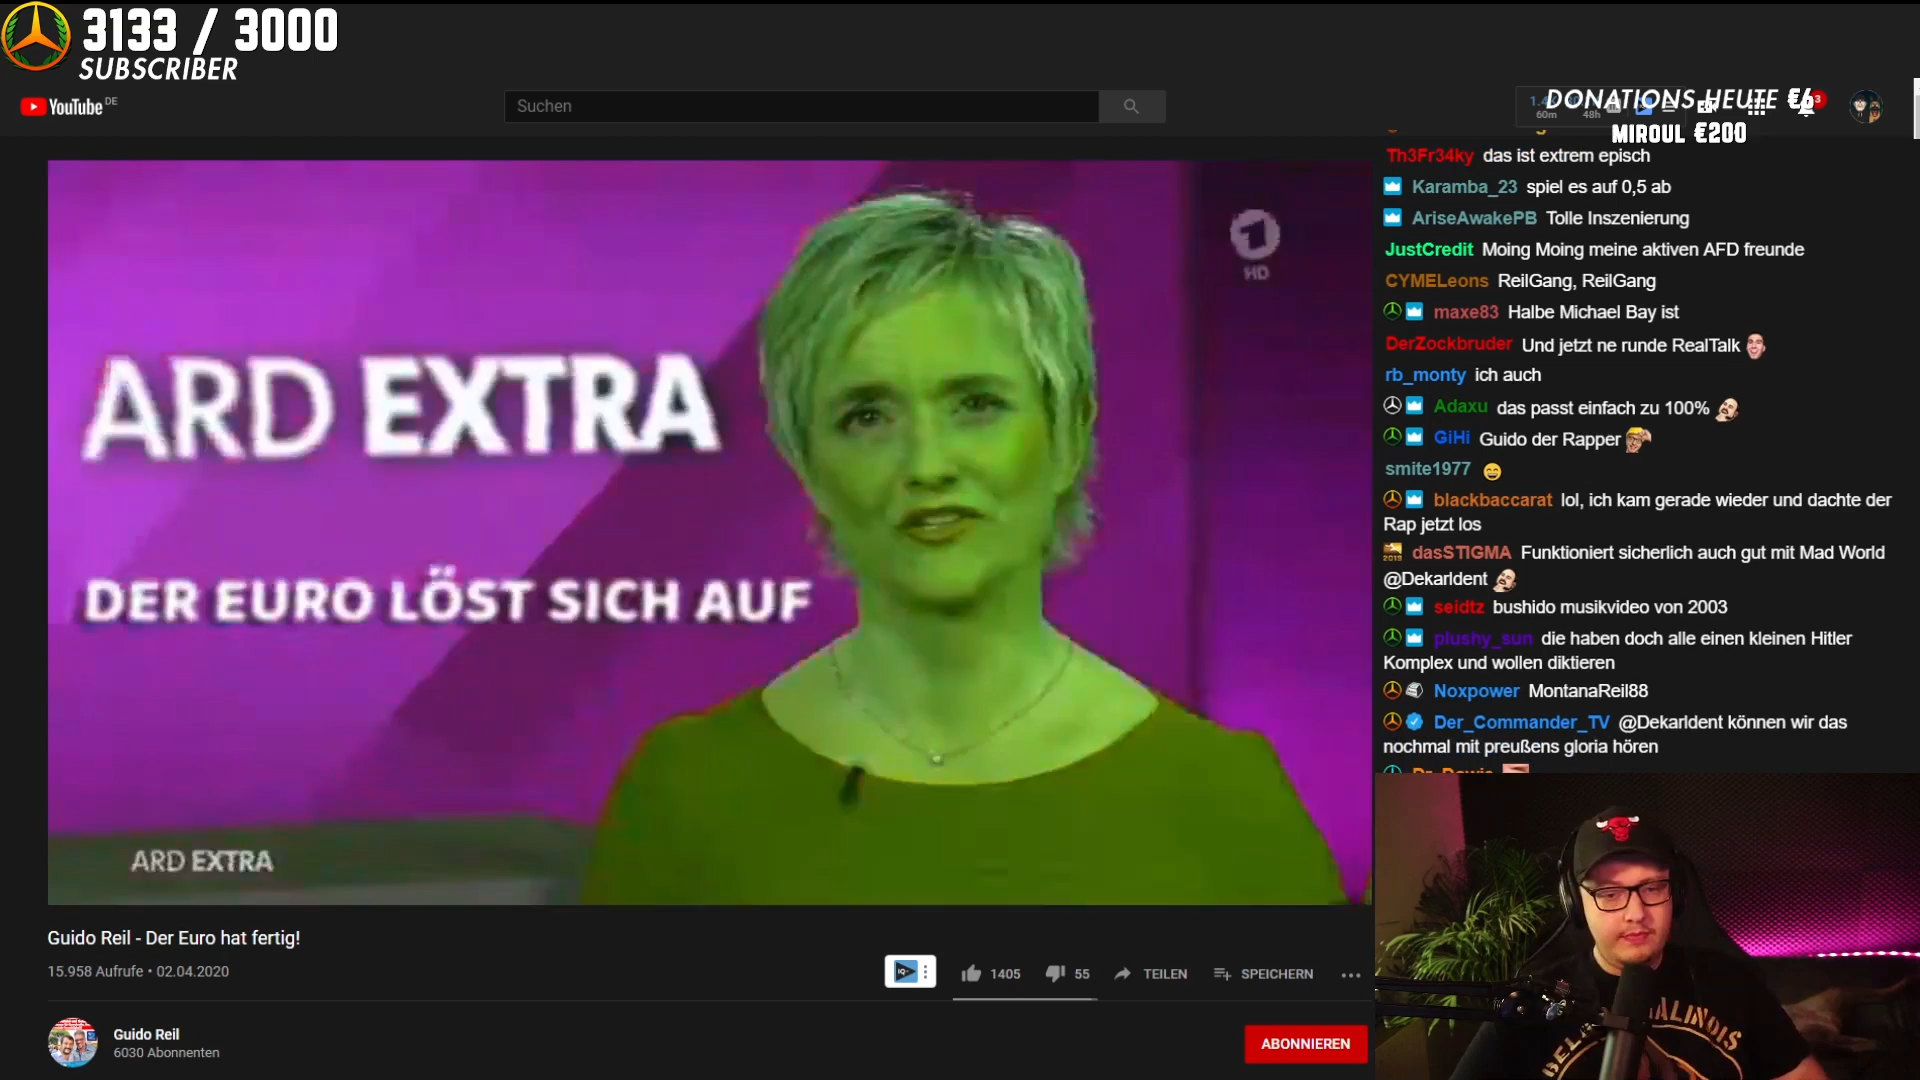 3133 / 3000
SUBSCRIBER
YouTube DE
Suchen
60m
48h
DONATIONS HEUTE €6
3
MIROUL €200
Th3Fr34ky das ist extrem episch
Karamba_23 spiel es auf 0,5 ab
AriseAwakePB Tolle Inszenierung
JustCredit Moing Moing meine aktiven AFD freunde
CYMELeons ReilGang, ReilGang
maxe83 Halbe Michael Bay ist
DerZockbruder Und jetzt ne runde RealTalk
rb_monty ich auch
Adaxu das passt einfach zu 100%
GiHi Guido der Rapper
smite1977
blackbaccarat lol, ich kam gerade wieder und dachte der
Rap jetzt los
dasSTIGMA Funktioniert sicherlich auch gut mit Mad World
@Dekarldent
seidtz bushido musikvideo von 2003
plushy_sun die haben doch alle einen kleinen Hitler
Komplex und wollen diktieren
Noxpower MontanaReil88
Der_Commander_TV @Dekarldent können wir das
nochmal mit preußens gloria hören
1 HD
ARD EXTRA
DER EURO LÖST SICH AUF
ARD EXTRA
Guido Reil - Der Euro hat fertig!
15.958 Aufrufe • 02.04.2020
IQ
1405
55
TEILEN
SPEICHERN
Guido Reil
6030 Abonnenten
ABONNIEREN